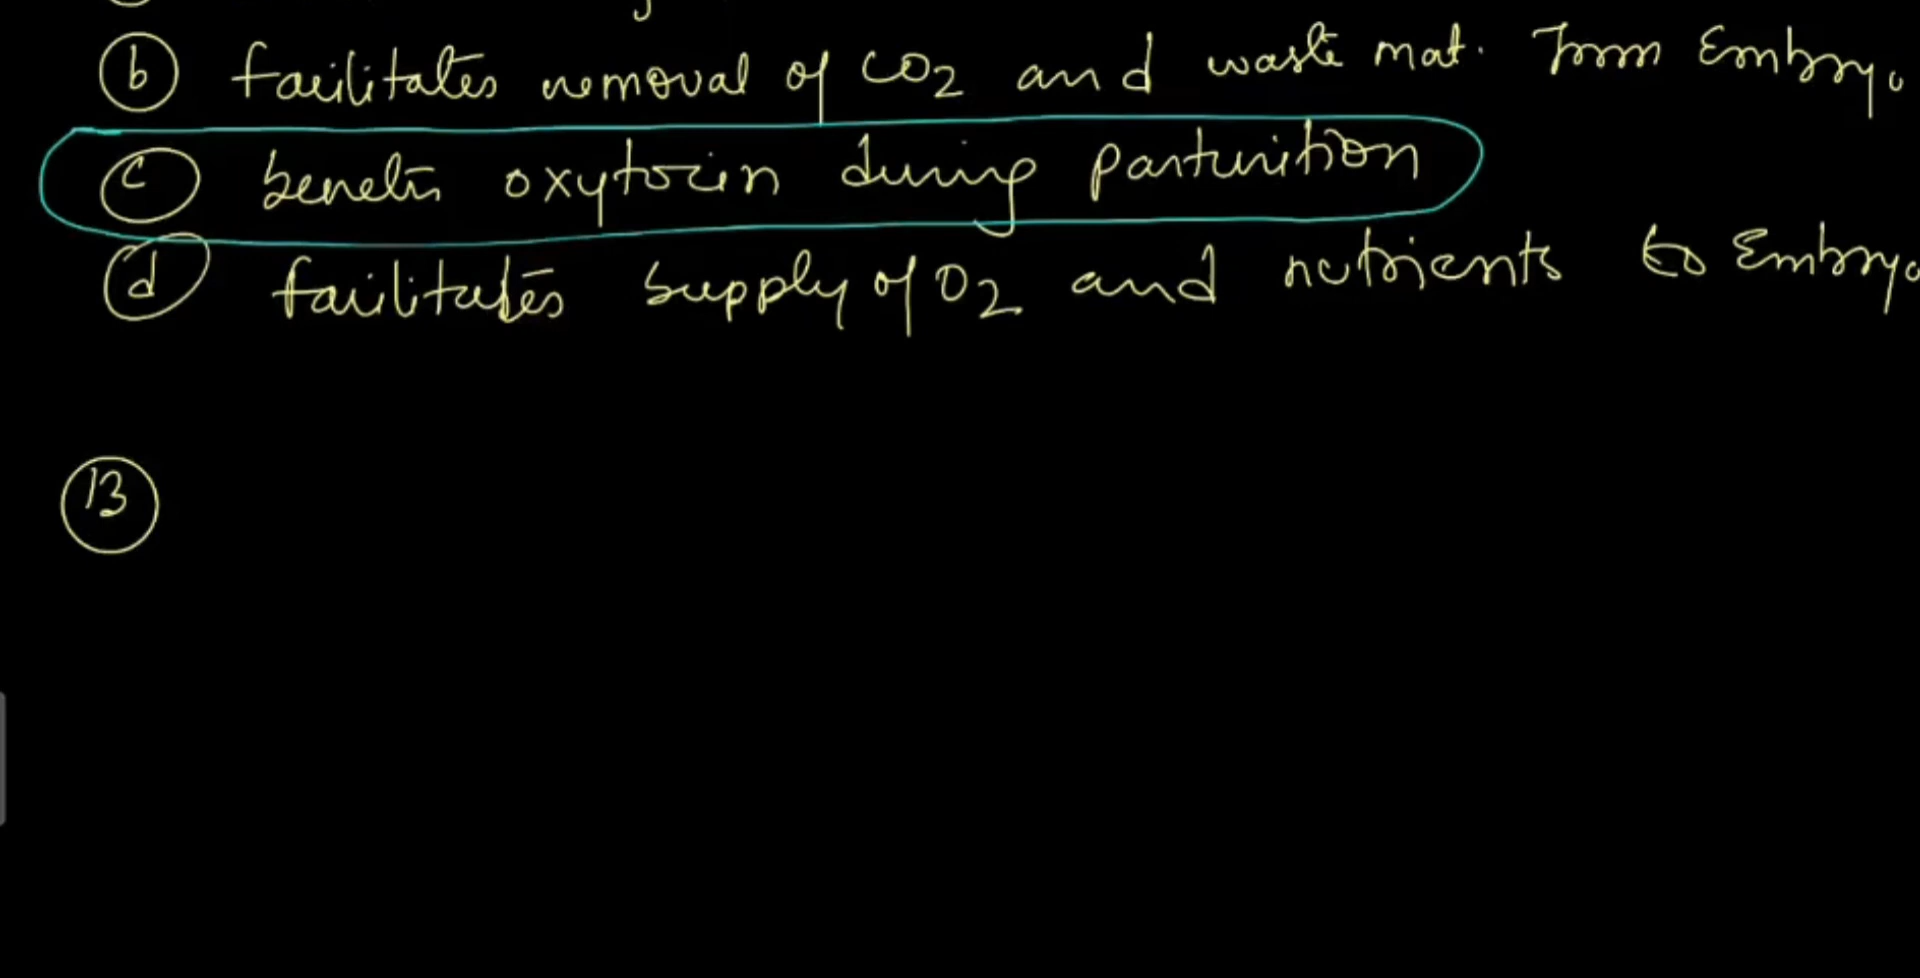 b facilitates removal of CO2 and waste mat. from Embryo
c oxytocin during parturition
d facilitates supply of O2 and nutrients to Embryo
13